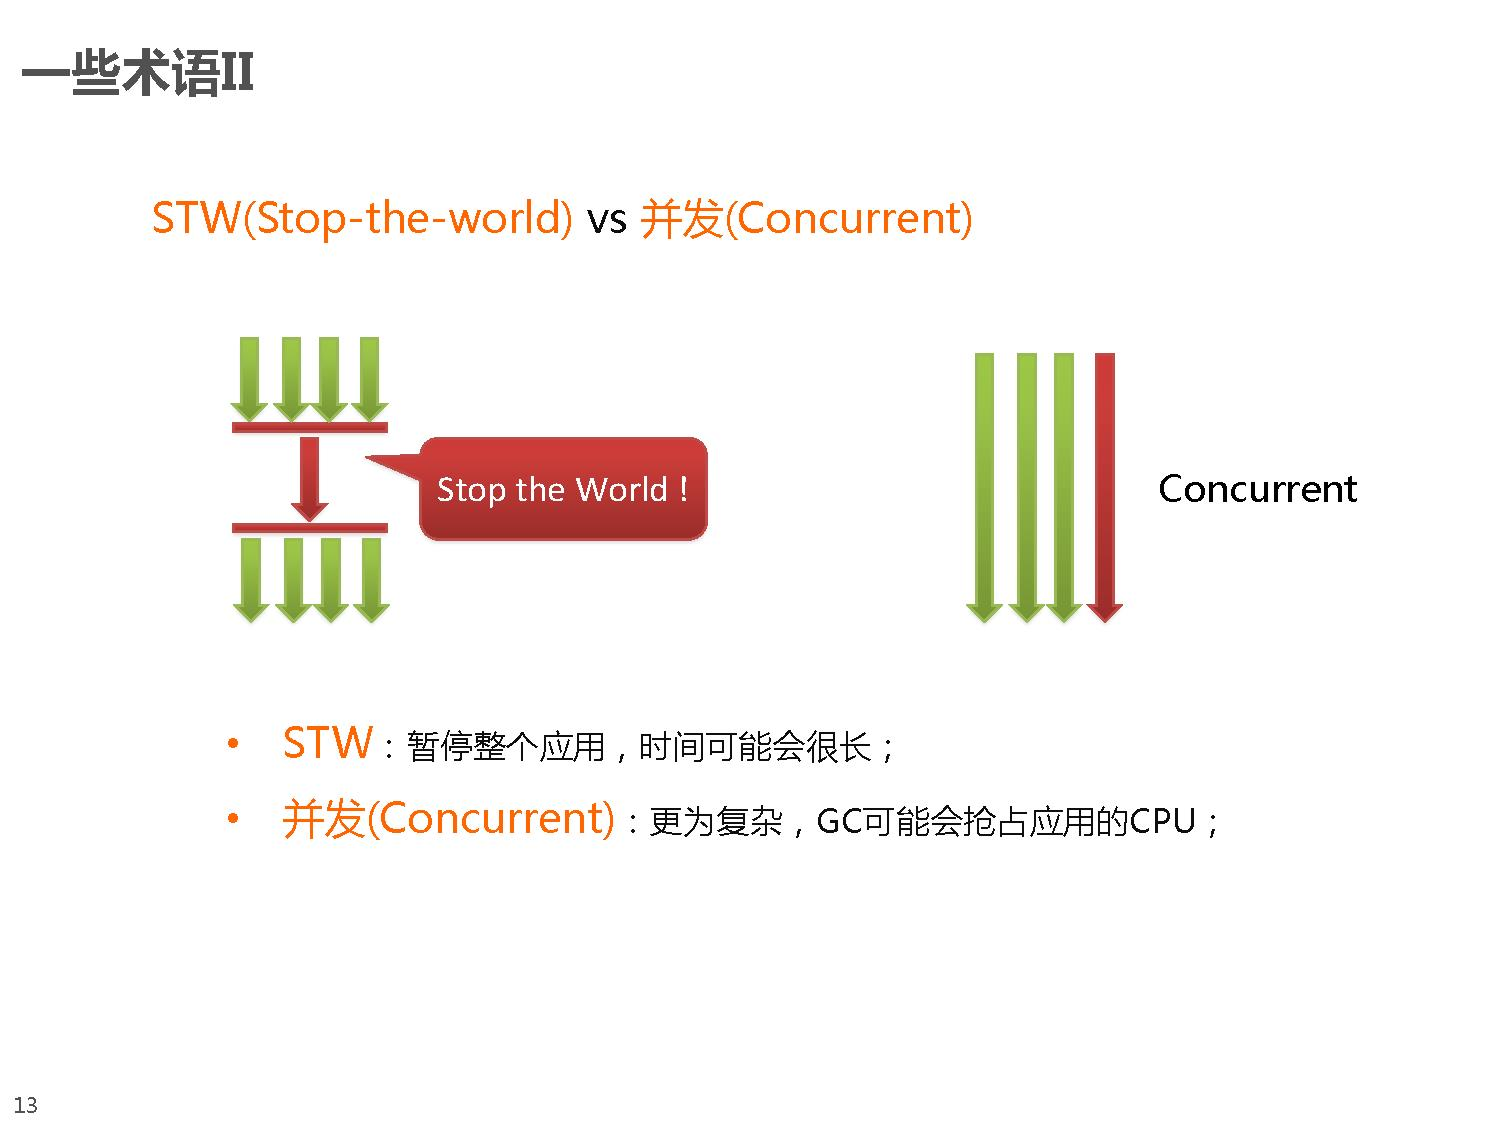 一些术语II
STW(Stop-the-world) vs 并发(Concurrent)
Stop the World！
Concurrent
• STW：暂停整个应用，时间可能会很长；
• 并发(Concurrent)：更为复杂，GC可能会抢占应用的CPU；
13